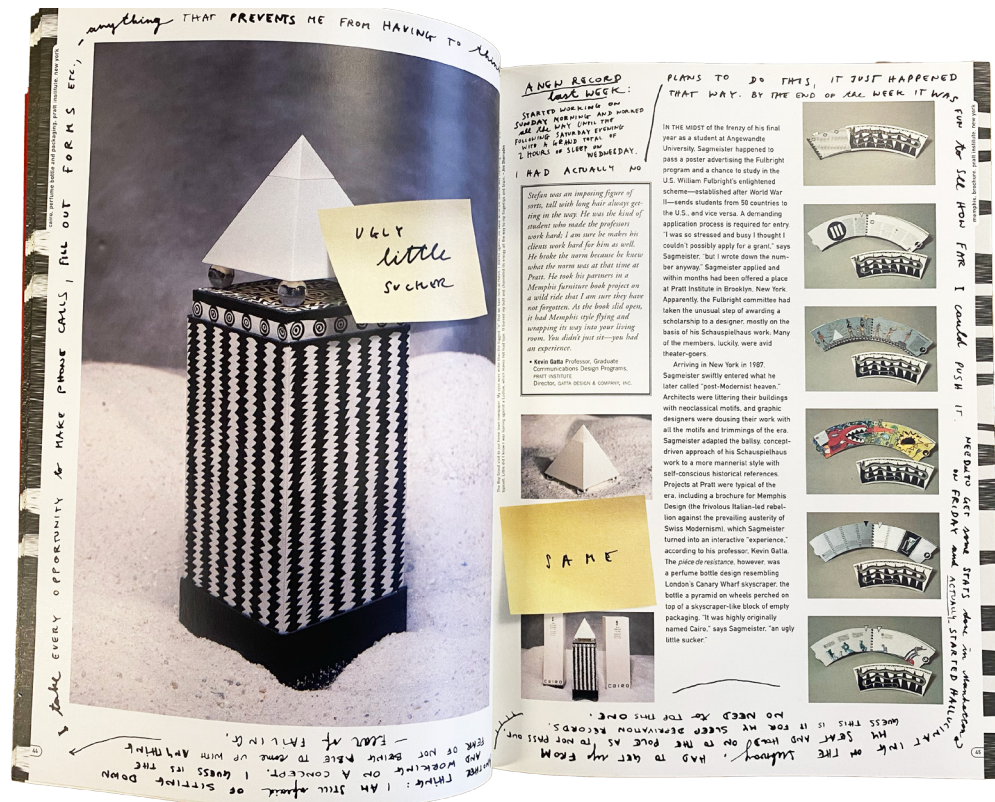 take EVERY OPPORTUNITY to MAKE PHONE CALLS, FILL OUT FORMS etc.,
anything THAT PREVENTS ME FROM HAVING TO
cairo, perfume bottle and packaging, pratt institute, new york
UGLY
little
SUCKER
THING: I AM STILL afraid OF SITTING DOWN
AND WORKING ON A CONCEPT. I GUESS ITS THE
FEAR OF NOT BEING ABLE to come UP WITH ANYTHING
— fear of FAILING.
44
A NEW RECORD
last WEEK:
STARTED WORKING ON
SUNDAY MORNING AND WORKED
all the WAY UNTIL THE
FOLLOWING SATURDAY EVENING
WITH A GRAND TOTAL OF
2 HOURS OF SLEEP ON
WEDNESDAY.
I HAD ACTUALLY NO
PLANS TO DO THIS, IT JUST HAPPENED
THAT WAY. BY THE END OF the WEEK IT WAS
FUN to SEE HOW FAR I could PUSH IT.
NEEDED TO GET some STATS done in Manhattan
ON FRIDAY and ACTUALLY STARTED HALLUCINATING ON THE subway. HAD TO GET up FROM
MY SEAT AND HOLD ON TO the POLE AS TO NOT PASS OUT.
GUESS THIS IS IT FOR MY SLEEP DERIVATION RECORDS.
NO NEED to TOP THIS ONE.
Stefan was an imposing figure of
sorts, tall with long hair always get-
ting in the way. He was the kind of
student who made the professors
work hard; I am sure he makes his
clients work hard for him as well.
He broke the norm because he knew
what the norm was at that time at
Pratt. He took his partners in a
Memphis furniture book project on
a wild ride that I am sure they have
not forgotten. As the book slid open,
it had Memphis style flying and
wrapping its way into your living
room. You didn't just sit—you had
an experience.
• Kevin Gatta Professor, Graduate
Communications Design Programs,
PRATT INSTITUTE
Director, GATTA DESIGN & COMPANY, INC.
SAME
CAIRO
CAIRO
IN THE MIDST of the frenzy of his final
year as a student at Angewandte
University, Sagmeister happened to
pass a poster advertising the Fulbright
program and a chance to study in the
U.S. William Fulbright's enlightened
scheme—established after World War
II—sends students from 50 countries to
the U.S., and vice versa. A demanding
application process is required for entry.
"I was so stressed and busy I thought I
couldn't possibly apply for a grant," says
Sagmeister, "but I wrote down the num-
ber anyway." Sagmeister applied and
within months had been offered a place
at Pratt Institute in Brooklyn, New York.
Apparently, the Fulbright committee had
taken the unusual step of awarding a
scholarship to a designer, mostly on the
basis of his Schauspielhaus work. Many
of the members, luckily, were avid
theater-goers.
Arriving in New York in 1987,
Sagmeister swiftly entered what he
later called "post-Modernist heaven."
Architects were littering their buildings
with neoclassical motifs, and graphic
designers were dousing their work with
all the motifs and trimmings of the era.
Sagmeister adapted the ballsy, concept-
driven approach of his Schauspielhaus
work to a more mannerist style with
self-conscious historical references.
Projects at Pratt were typical of the
era, including a brochure for Memphis
Design (the frivolous Italian-led rebel-
lion against the prevailing austerity of
Swiss Modernism), which Sagmeister
turned into an interactive "experience,"
according to his professor, Kevin Gatta.
The pièce de resistance, however, was
a perfume bottle design resembling
London's Canary Wharf skyscraper, the
bottle a pyramid on wheels perched on
top of a skyscraper-like block of empty
packaging. "It was highly originally
named Cairo," says Sagmeister, "an ugly
little sucker."
memphis, brochure, pratt institute, new york
45